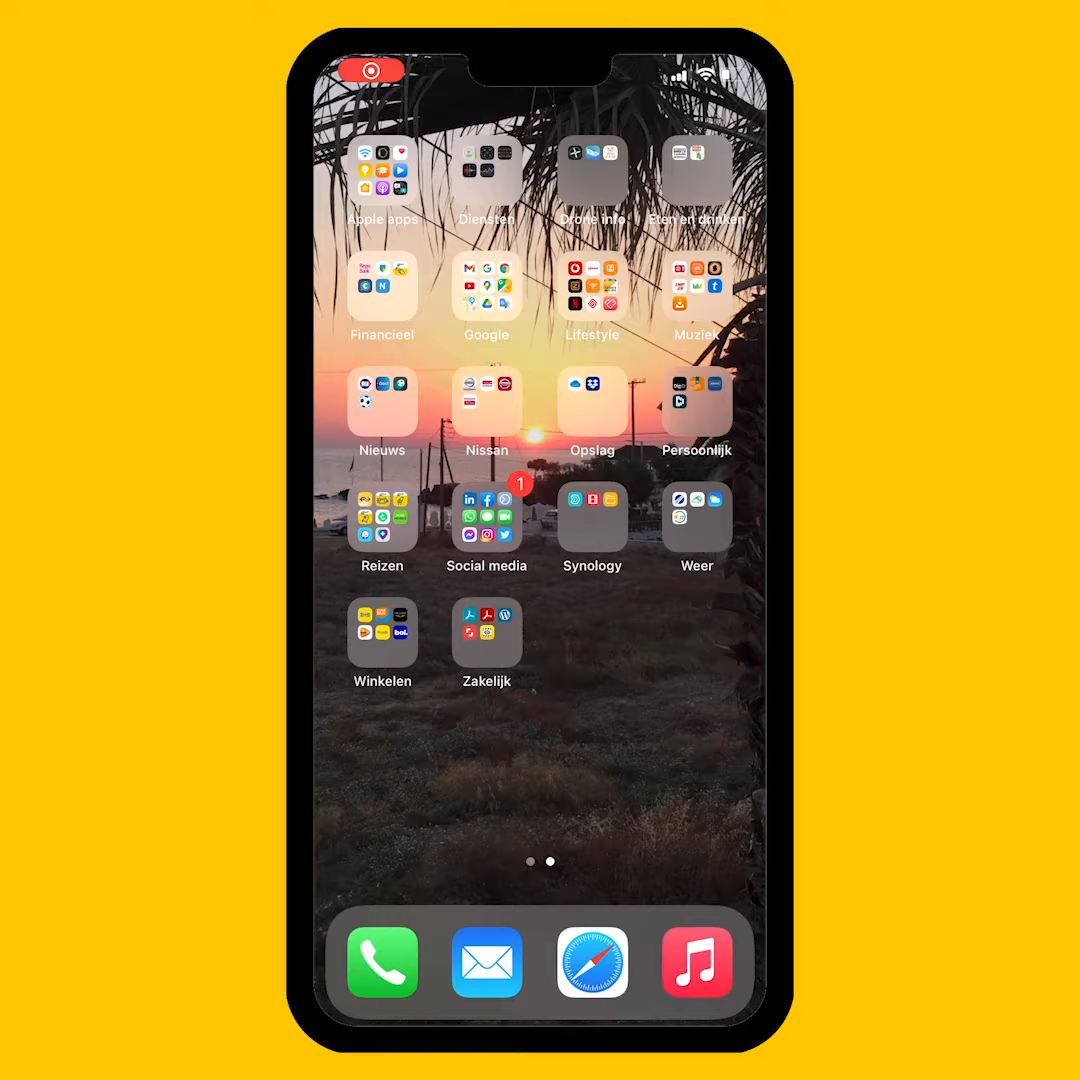 Apple apps
Diensten
Drone info
Eten en drinken
Financieel
Google
Lifestyle
Muziek
Nieuws
Nissan
Opslag
Persoonlijk
1
Reizen
Social media
Synology
Weer
Winkelen
Zakelijk